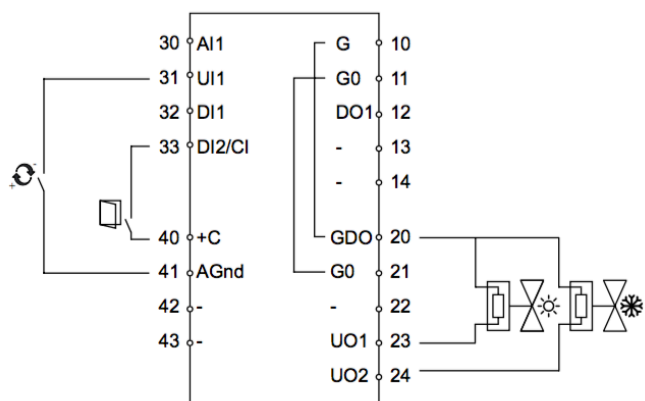 30 AI1 G 10
31 UI1 G0 11
32 DI1 DO1 12
33 DI2/CI - 13
- 14
40 +C GDO 20
41 AGnd G0 21
42 - - 22
43 - UO1 23
UO2 24
- +